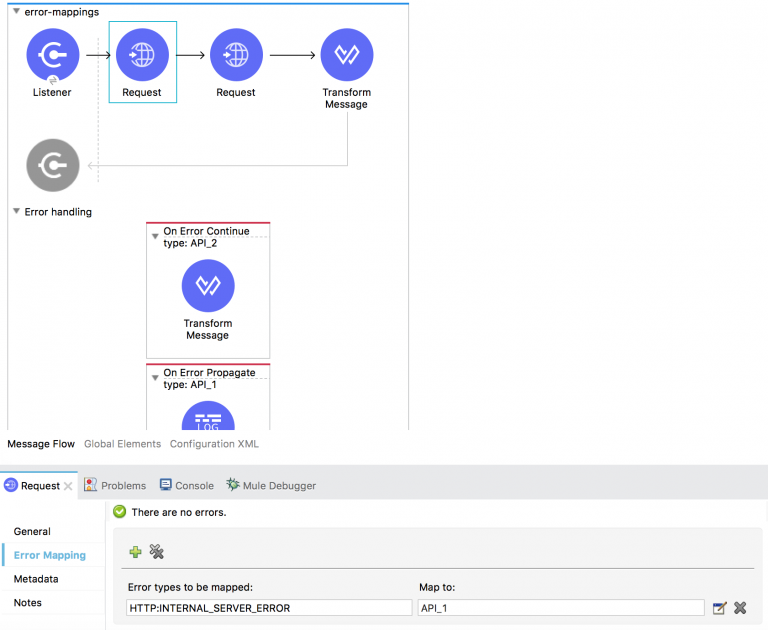 error-mappings
Listener
Request
Request
Transform
Message
Error handling
On Error Continue
type: API_2
Transform
Message
On Error Propagate
type: API_1
LOG
Message Flow Global Elements Configuration XML
Request Problems Console Mule Debugger
There are no errors.
General
Error Mapping
Metadata
Notes
Error types to be mapped: Map to:
HTTP:INTERNAL_SERVER_ERROR API_1